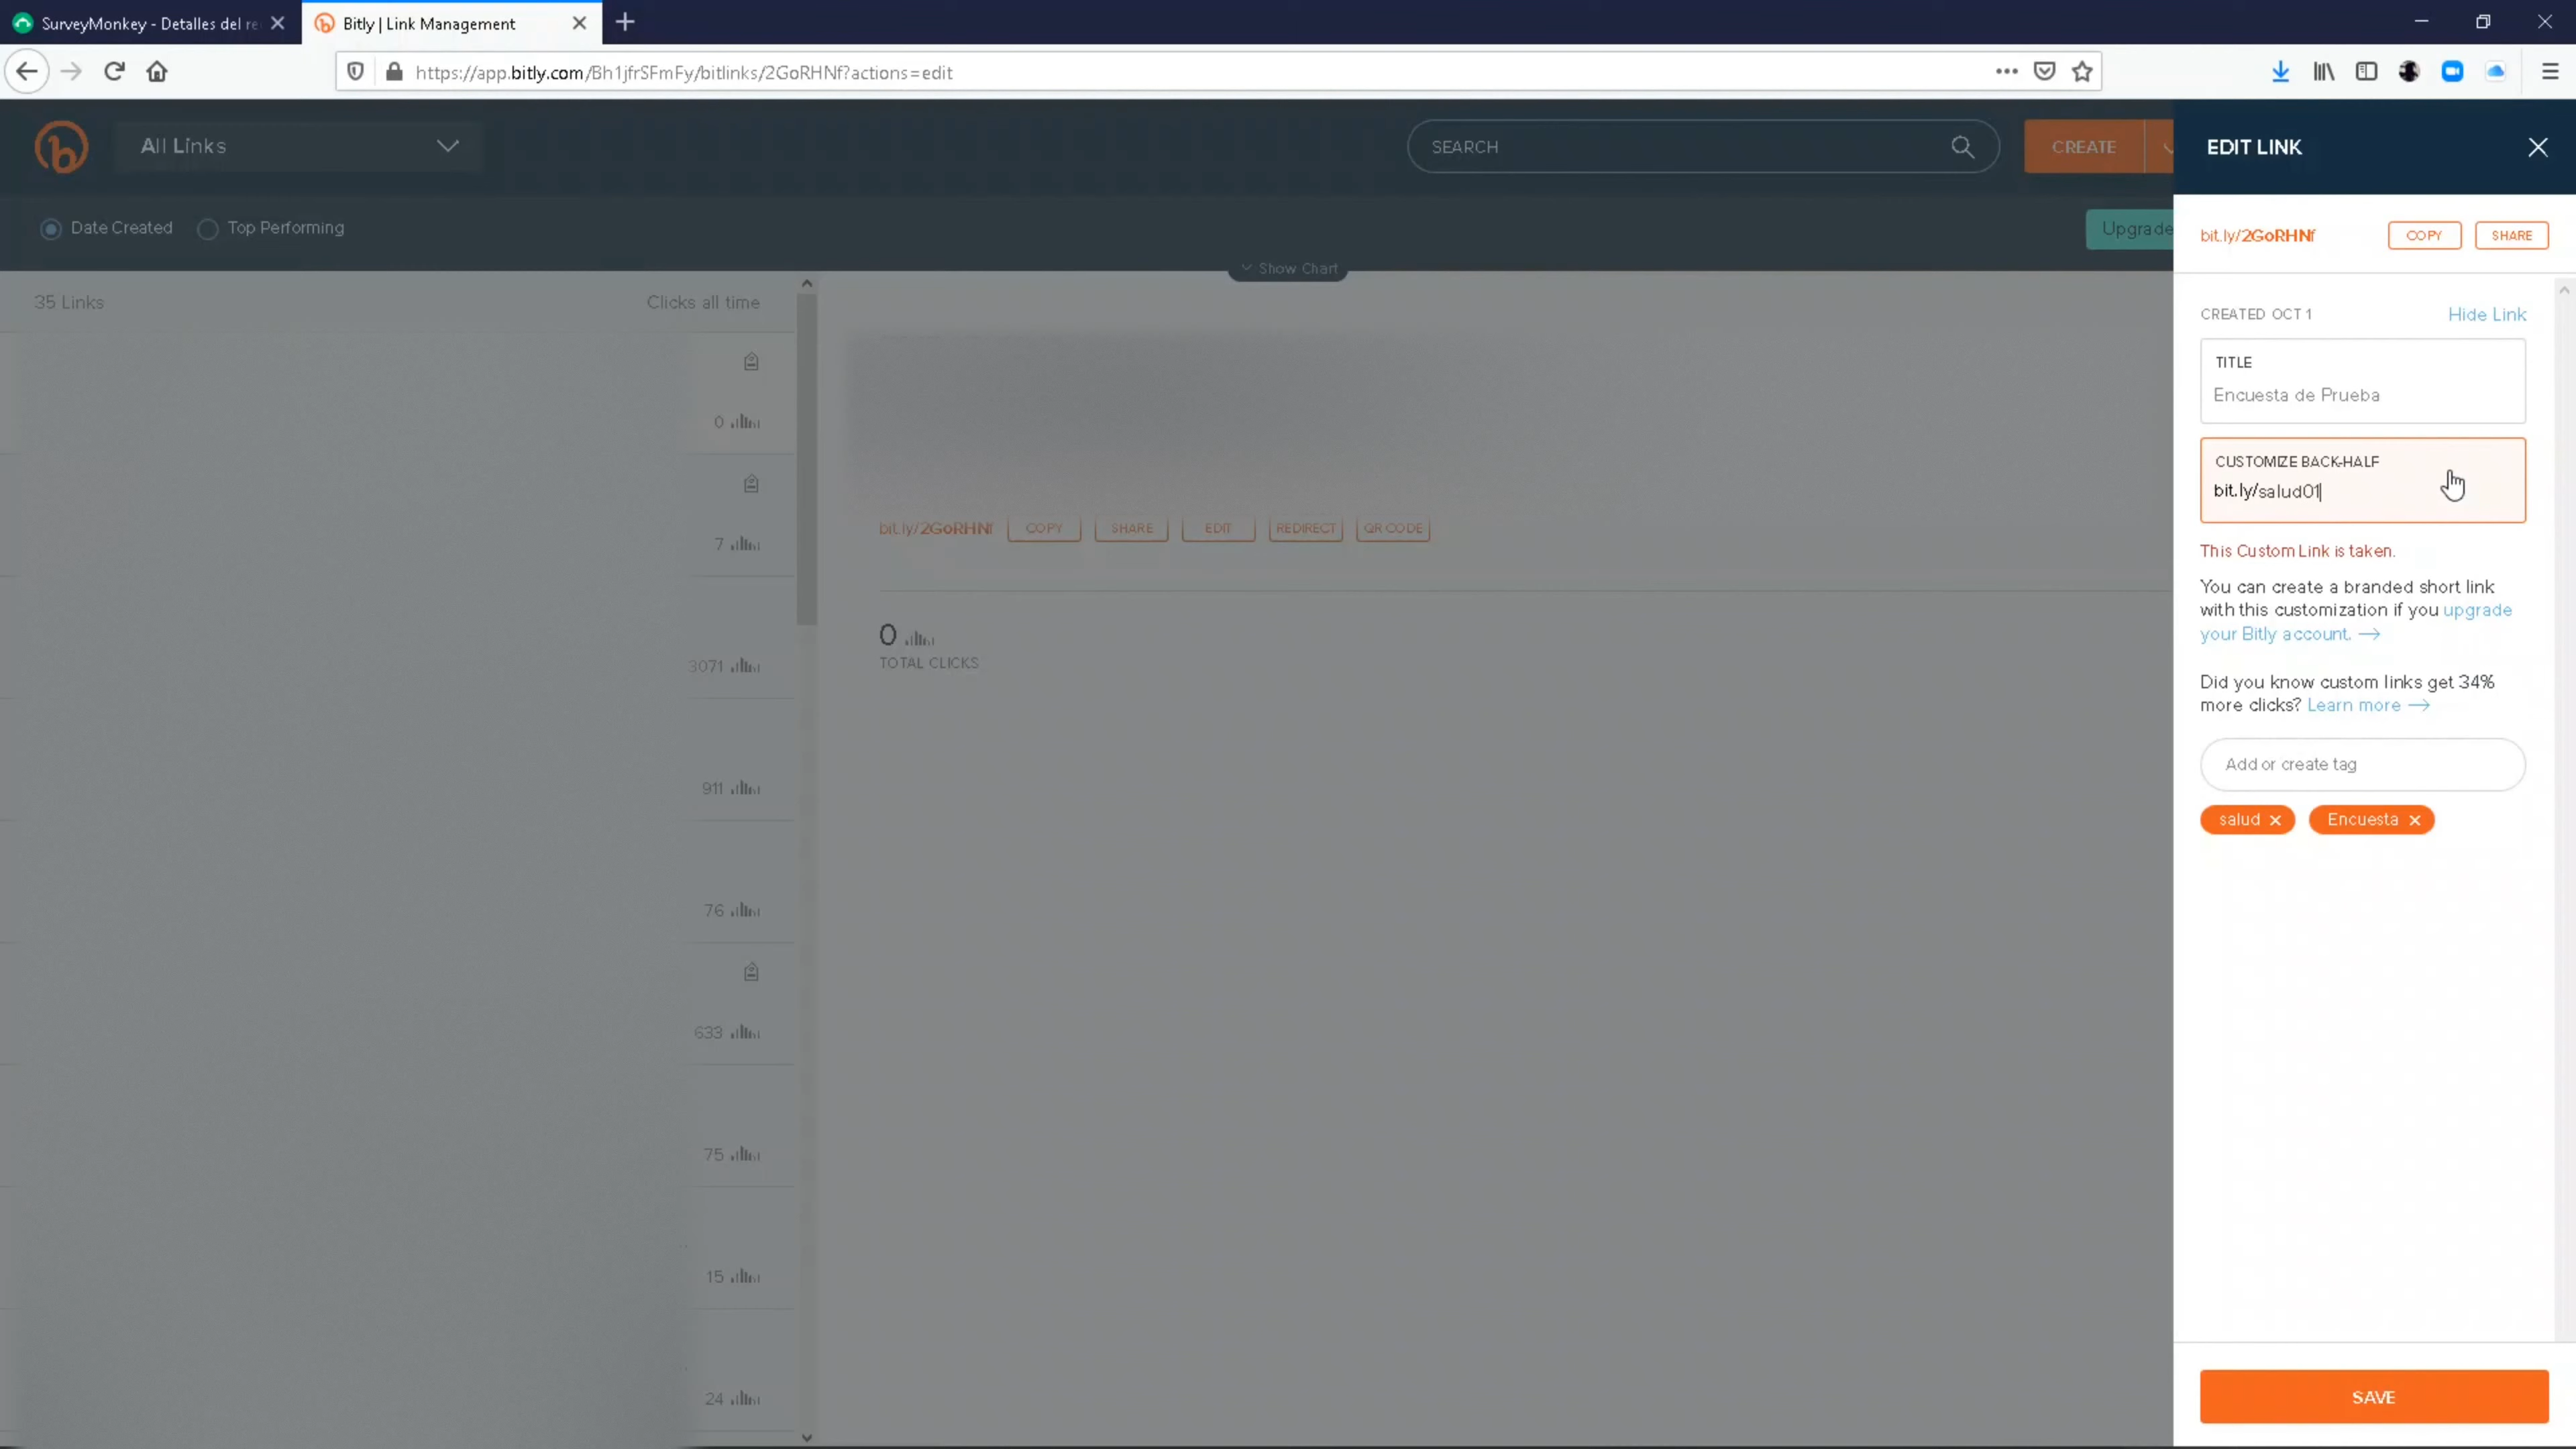 SurveyMonkey - Detalles del re
Bitly | Link Management
https://app.bitly.com/Bh1jfrSFmFy/bitlinks/2GoRHNf?actions=edit
All Links
SEARCH
CREATE
EDIT LINK
Date Created
Top Performing
Upgrade
bit.ly/2GoRHNf
COPY
SHARE
Show Chart
35 Links
Clicks all time
CREATED OCT 1
Hide Link
TITLE
Encuesta de Prueba
0
CUSTOMIZE BACK-HALF
bit.ly/salud01
7
bit.ly/2GoRHNf
COPY
SHARE
EDIT
REDIRECT
QR CODE
This Custom Link is taken.
You can create a branded short link
with this customization if you upgrade
your Bitly account. →
0
TOTAL CLICKS
3071
Did you know custom links get 34%
more clicks? Learn more →
Add or create tag
911
salud
Encuesta
76
633
75
15
24
SAVE